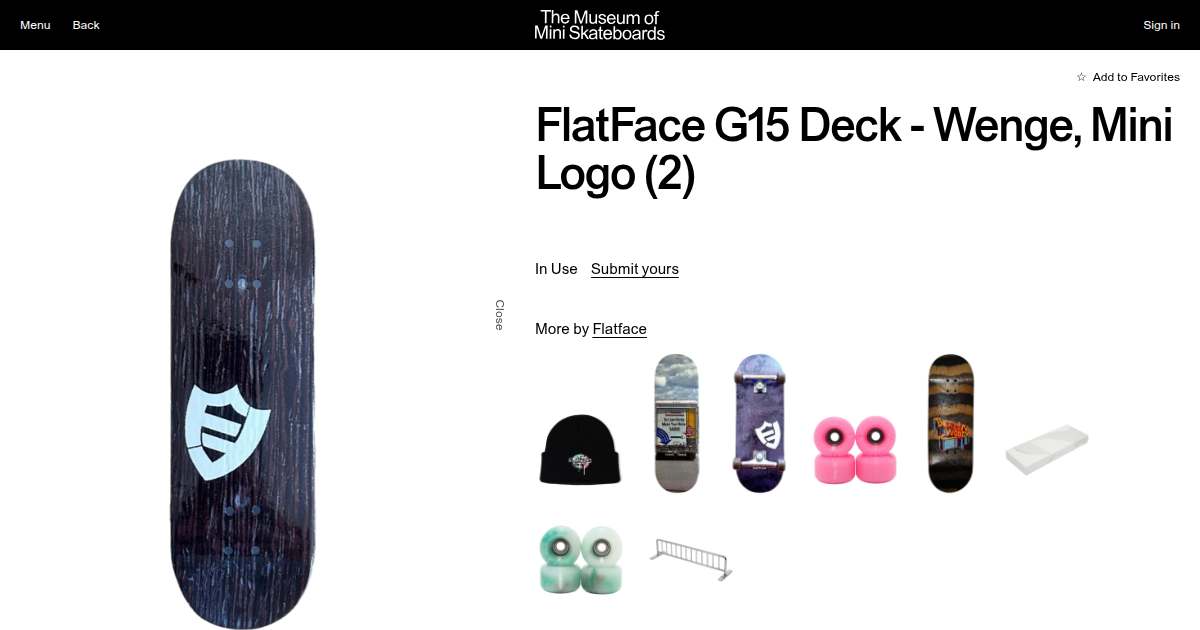 Menu
Back
The Museum of
Mini Skateboards
Sign in
☆ Add to Favorites
FlatFace G15 Deck - Wenge, Mini
Logo (2)
In Use
Submit yours
Close
More by Flatface